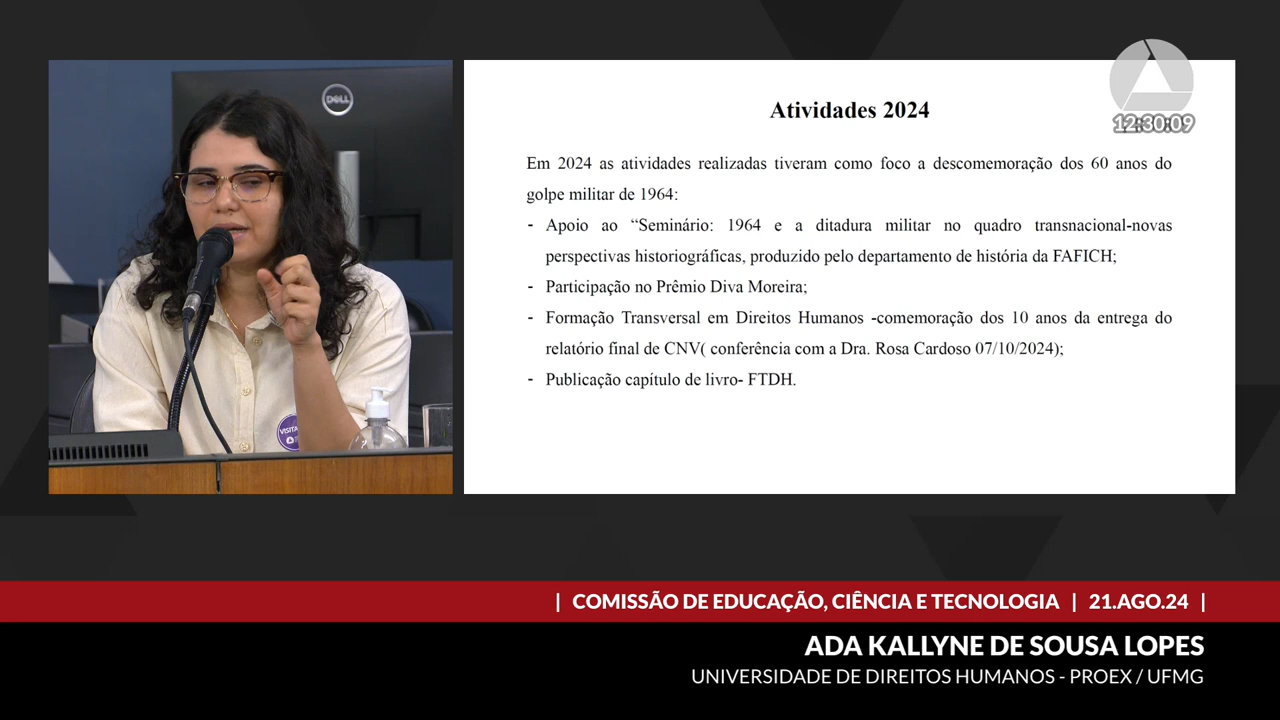 DELL
12:30:09
Atividades 2024
Em 2024 as atividades realizadas tiveram como foco a descomemoração dos 60 anos do
golpe militar de 1964:
- Apoio ao “Seminário: 1964 e a ditadura militar no quadro transnacional-novas
perspectivas historiográficas, produzido pelo departamento de história da FAFICH;
- Participação no Prêmio Diva Moreira;
- Formação Transversal em Direitos Humanos -comemoração dos 10 anos da entrega do
relatório final de CNV( conferência com a Dra. Rosa Cardoso 07/10/2024);
- Publicação capítulo de livro- FTDH.
| COMISSÃO DE EDUCAÇÃO, CIÊNCIA E TECNOLOGIA | 21.AGO.24 |
ADA KALLYNE DE SOUSA LOPES
UNIVERSIDADE DE DIREITOS HUMANOS - PROEX / UFMG